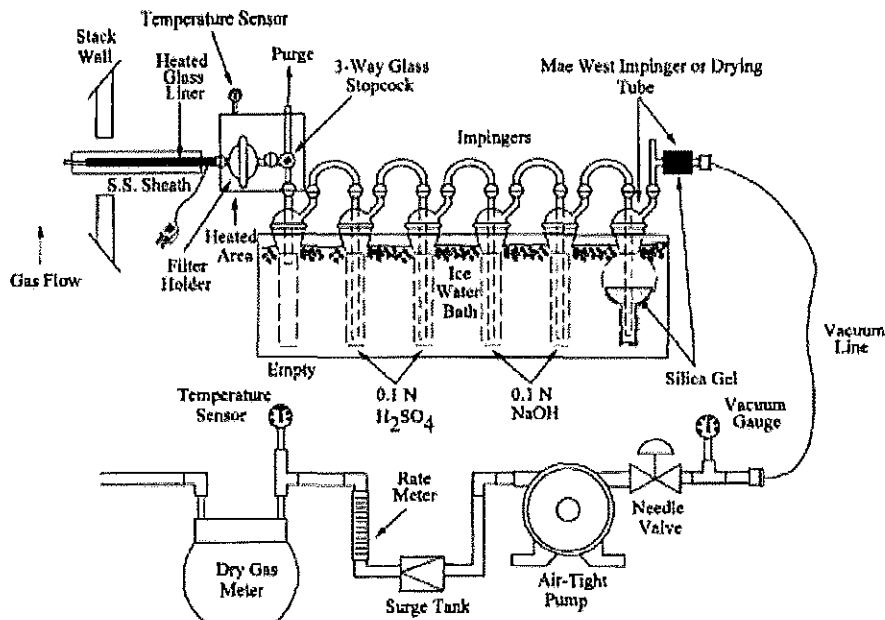 Temperature Sensor
Stack
Wall
Heated
Glass
Liner
Purge
3-Way Glass
Stopcock
Mae West Impinger or Drying
Tube
Impingers
S.S. Sheath
Heated
Area
Filter
Holder
Gas Flow
Ice
Water
Bath
Vacuum
Line
Empty
0.1 N
H2SO4
0.1 N
NaOH
Silica Gel
Temperature
Sensor
Vacuum
Gauge
Rate
Meter
Needle
Valve
Dry Gas
Meter
Surge Tank
Air-Tight
Pump